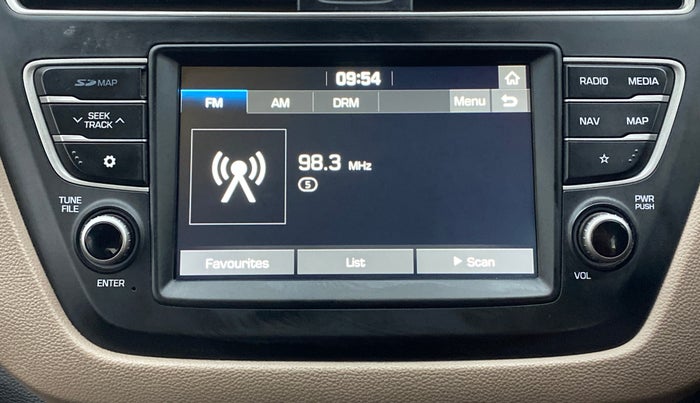 09:54
SD MAP
RADIO MEDIA
FM AM DRM Menu
SEEK
TRACK
NAV MAP
98.3 MHz
5
TUNE
FILE
PWR
PUSH
Favourites List Scan
ENTER
VOL